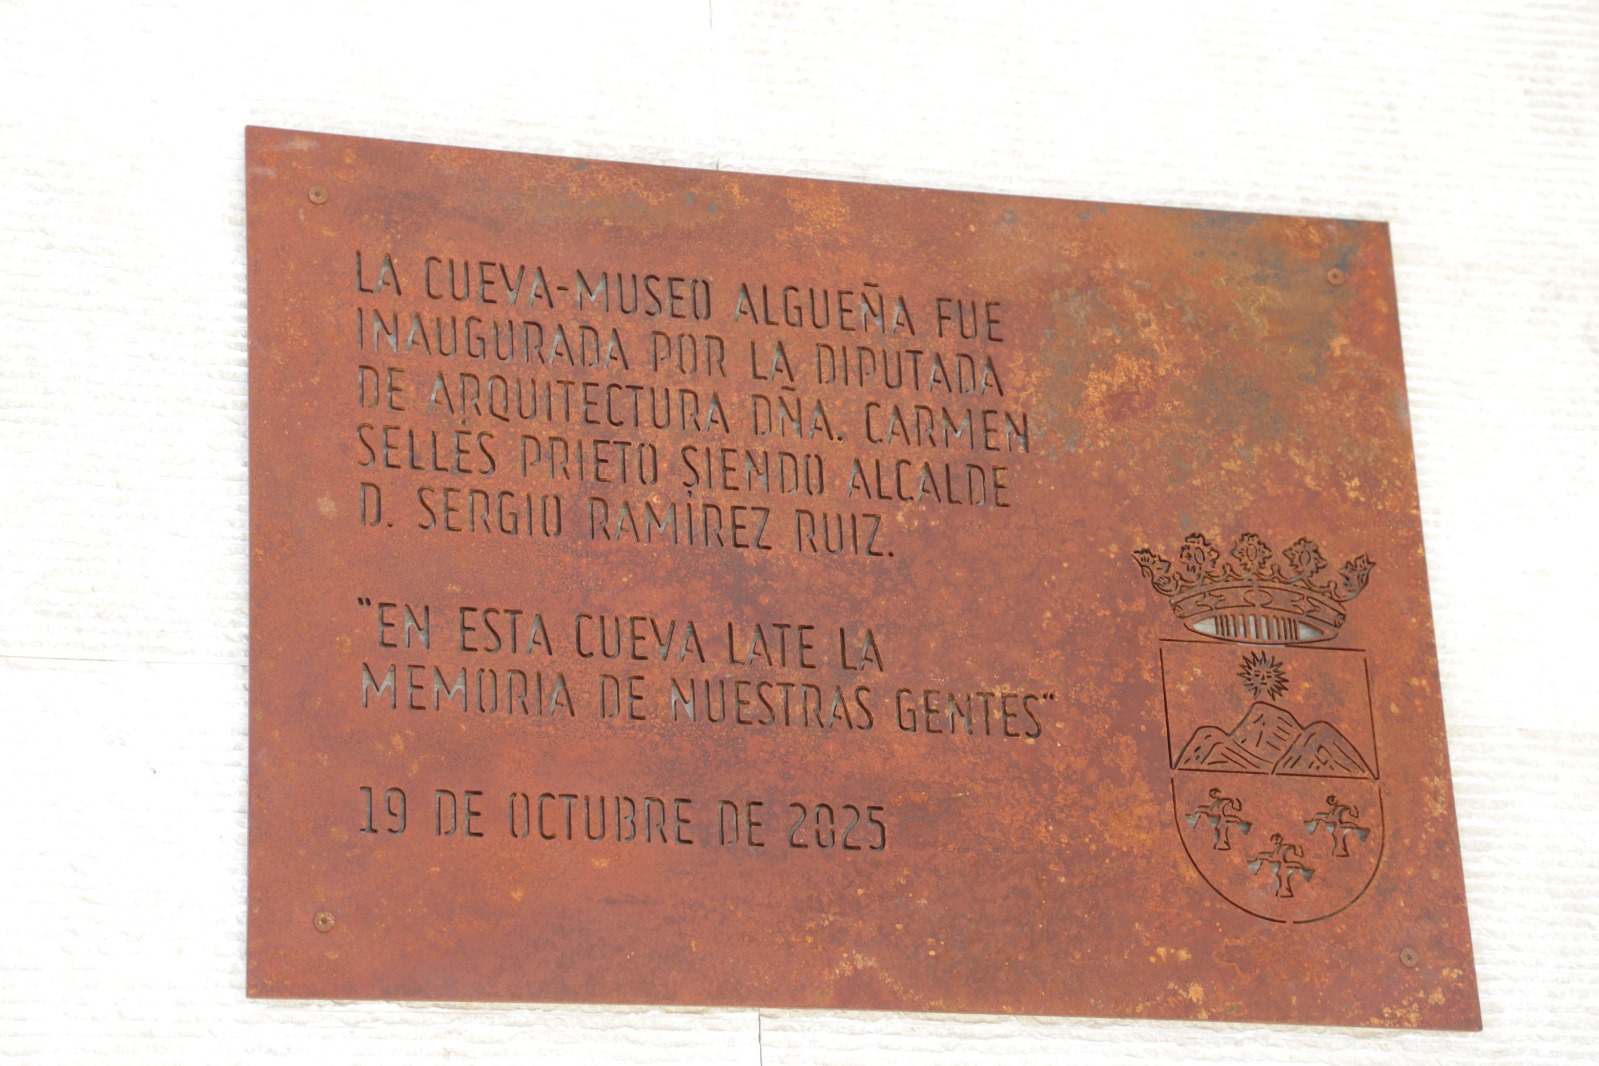 LA CUEVA-MUSEO ALGUEÑA FUE
INAUGURADA POR LA DIPUTADA
DE ARQUITECTURA DÑA. CARMEN
SELLÉS PRIETO SIENDO ALCALDE
D. SERGIO RAMÍREZ RUIZ.
"EN ESTA CUEVA LATE LA
MEMORIA DE NUESTRAS GENTES"
19 DE OCTUBRE DE 2025